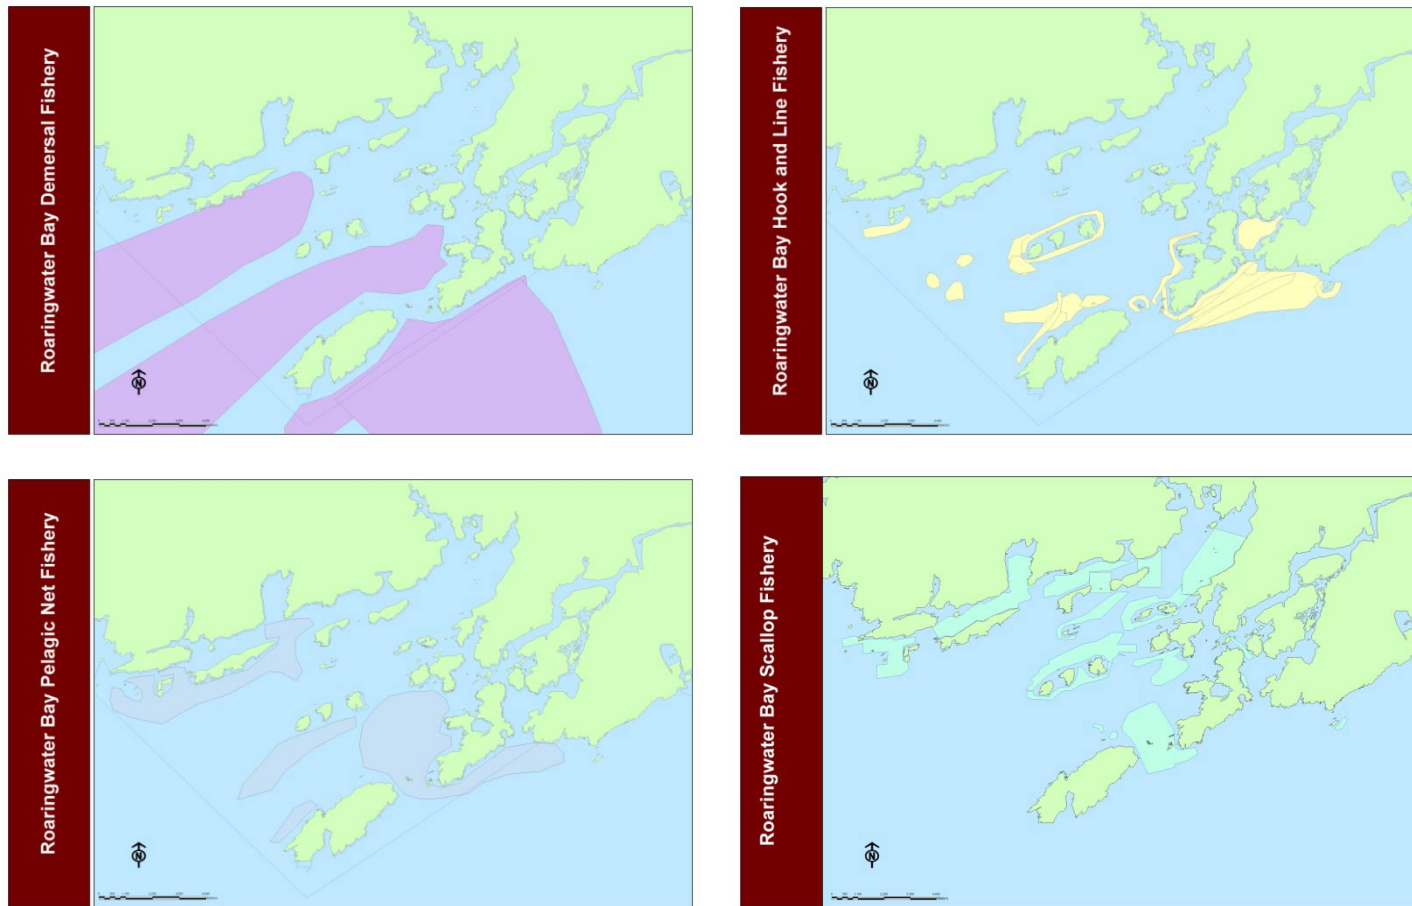 Roaringwater Bay Demersal Fishery
N
Roaringwater Bay Hook and Line Fishery
N
Roaringwater Bay Pelagic Net Fishery
N
Roaringwater Bay Scallop Fishery
N